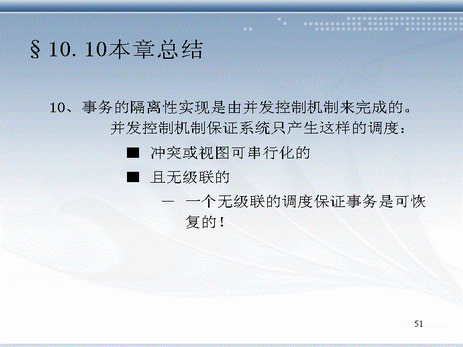 §10.10本章总结
10、事务的隔离性实现是由并发控制机制来完成的。
并发控制机制保证系统只产生这样的调度：
■ 冲突或视图可串行化的
■ 且无级联的
— 一个无级联的调度保证事务是可恢
复的！
51